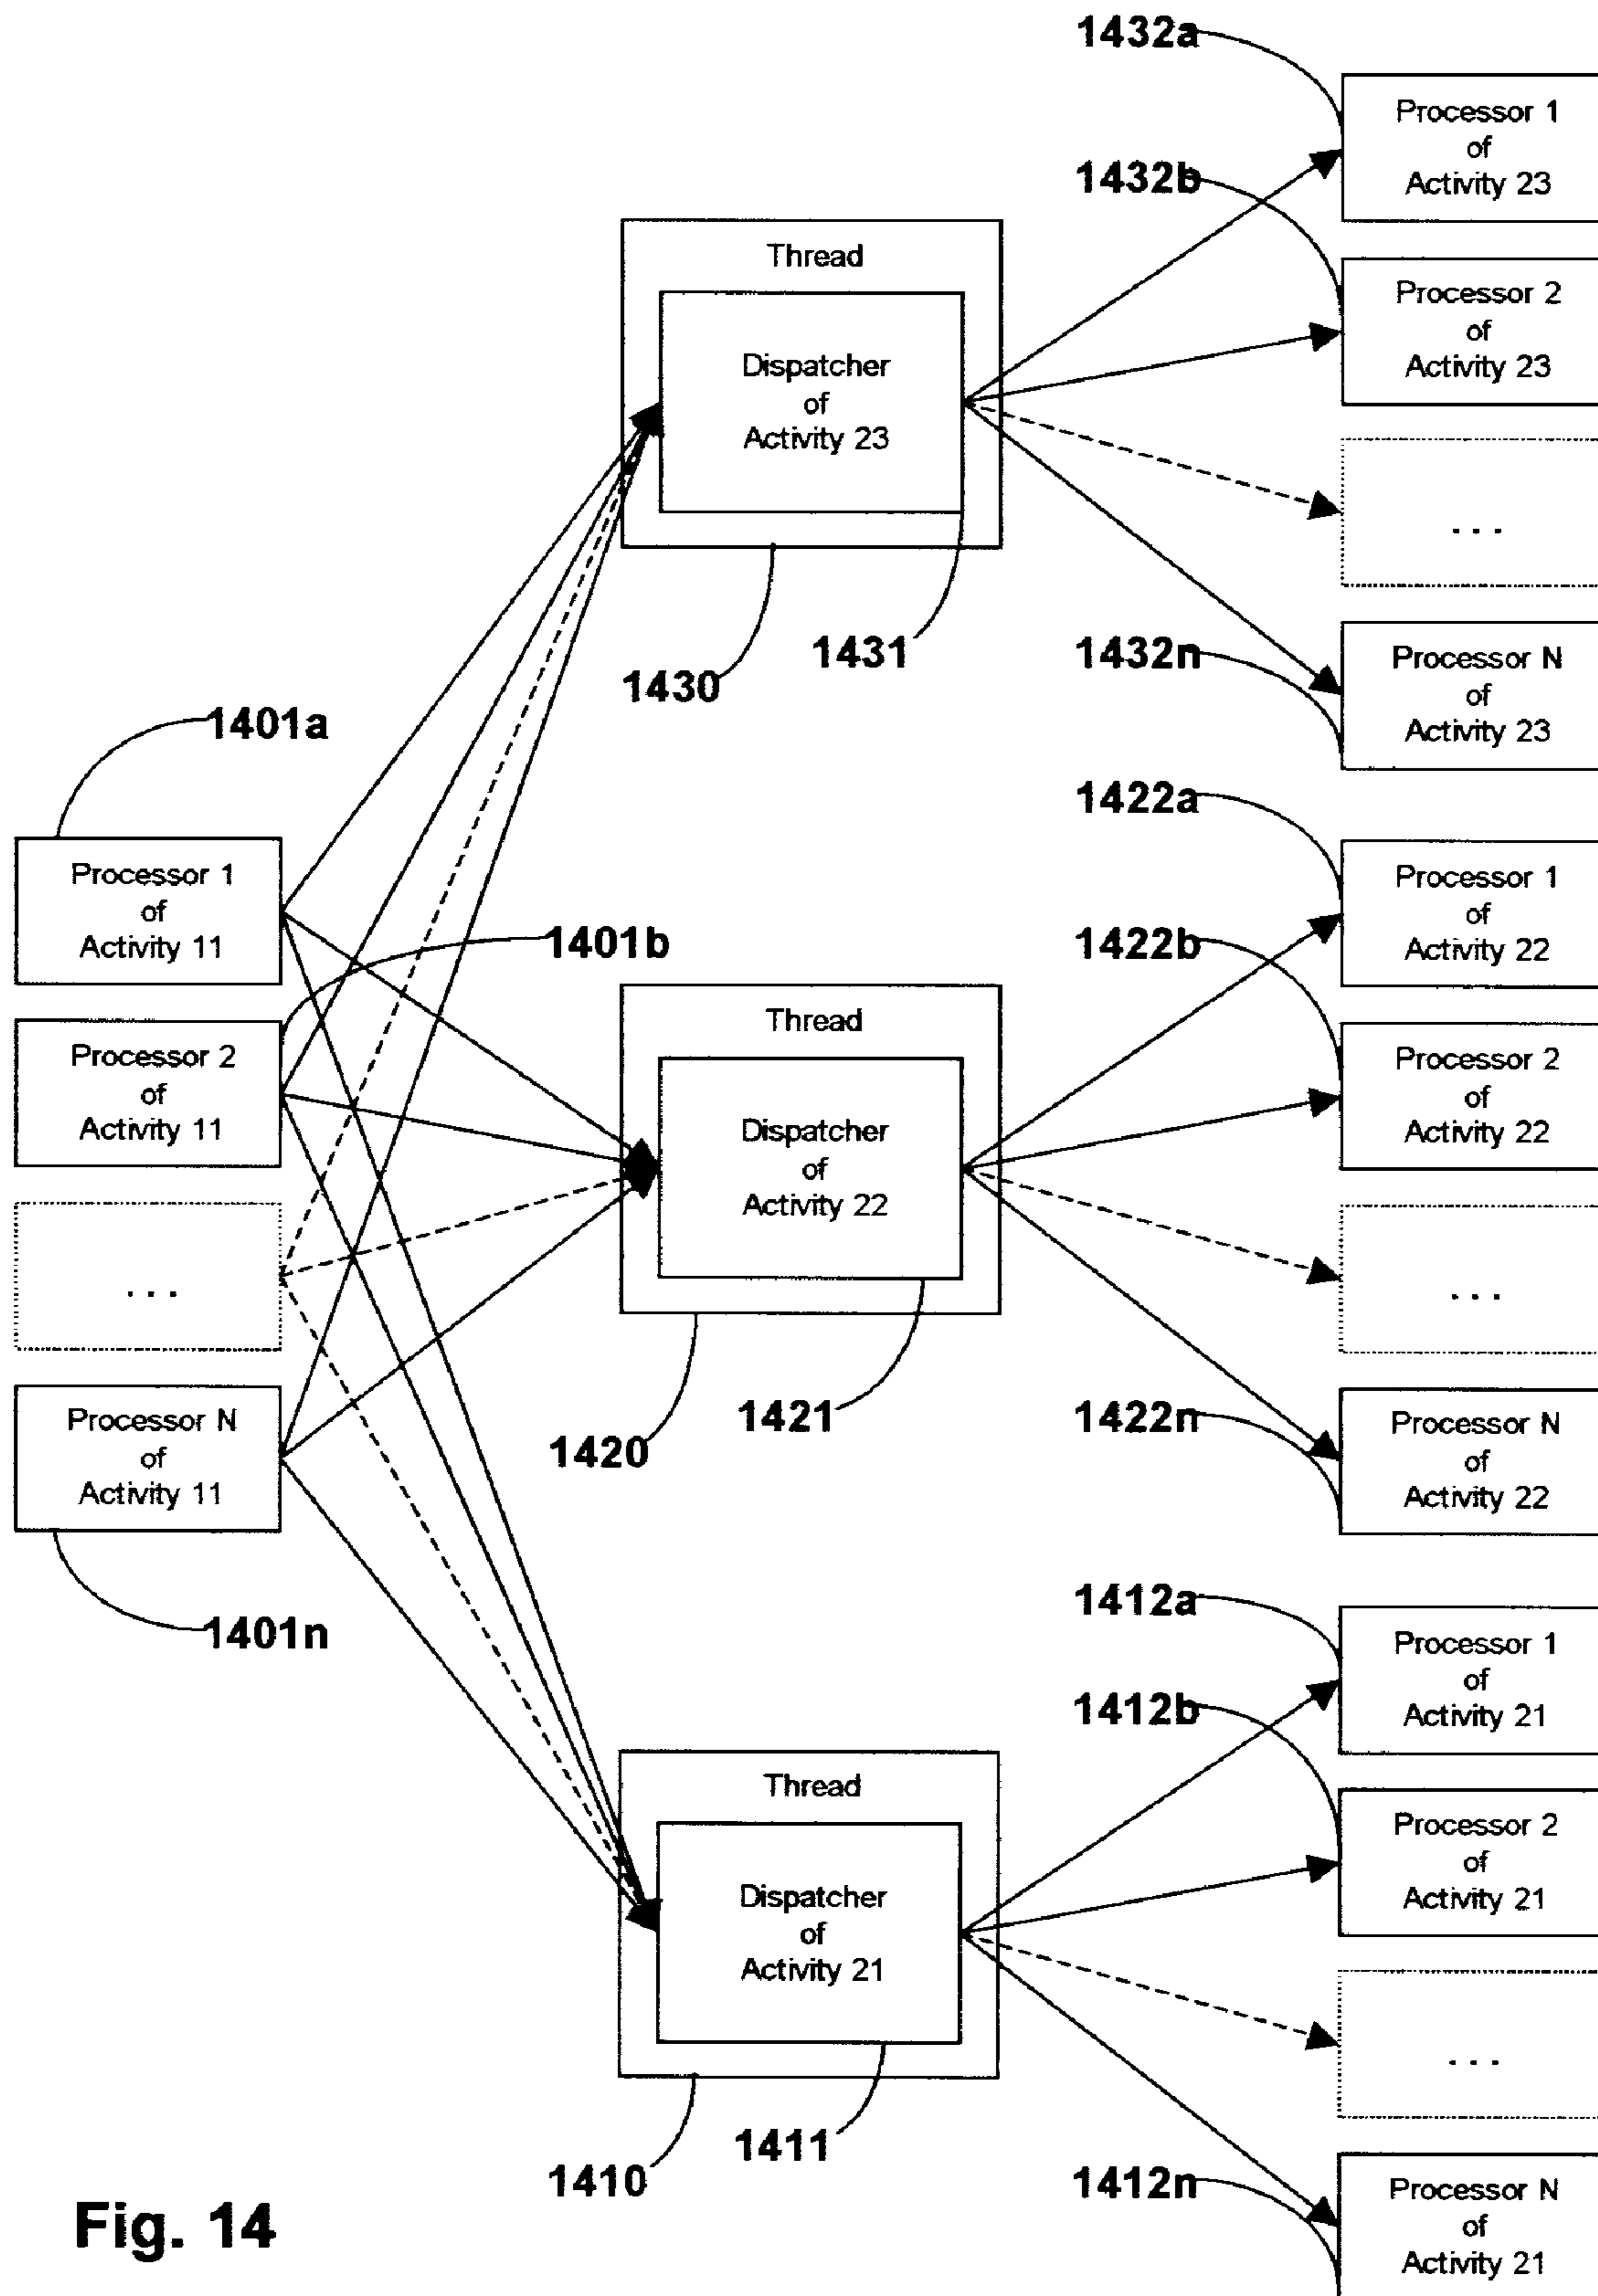 1432a
Processor 1
of
Activity 23
1432b
Processor 2
of
Activity 23
Thread
Dispatcher
of
Activity 23
...
1431
1430
1432n
Processor N
of
Activity 23
1401a
1422a
Processor 1
of
Activity 11
Processor 1
of
Activity 22
1401b
1422b
Processor 2
of
Activity 11
Thread
Dispatcher
of
Activity 22
Processor 2
of
Activity 22
...
...
1421
1420
1422n
Processor N
of
Activity 11
Processor N
of
Activity 22
1401n
1412a
Processor 1
of
Activity 21
1412b
Thread
Dispatcher
of
Activity 21
Processor 2
of
Activity 21
...
1411
1410
1412n
Processor N
of
Activity 21
Fig. 14